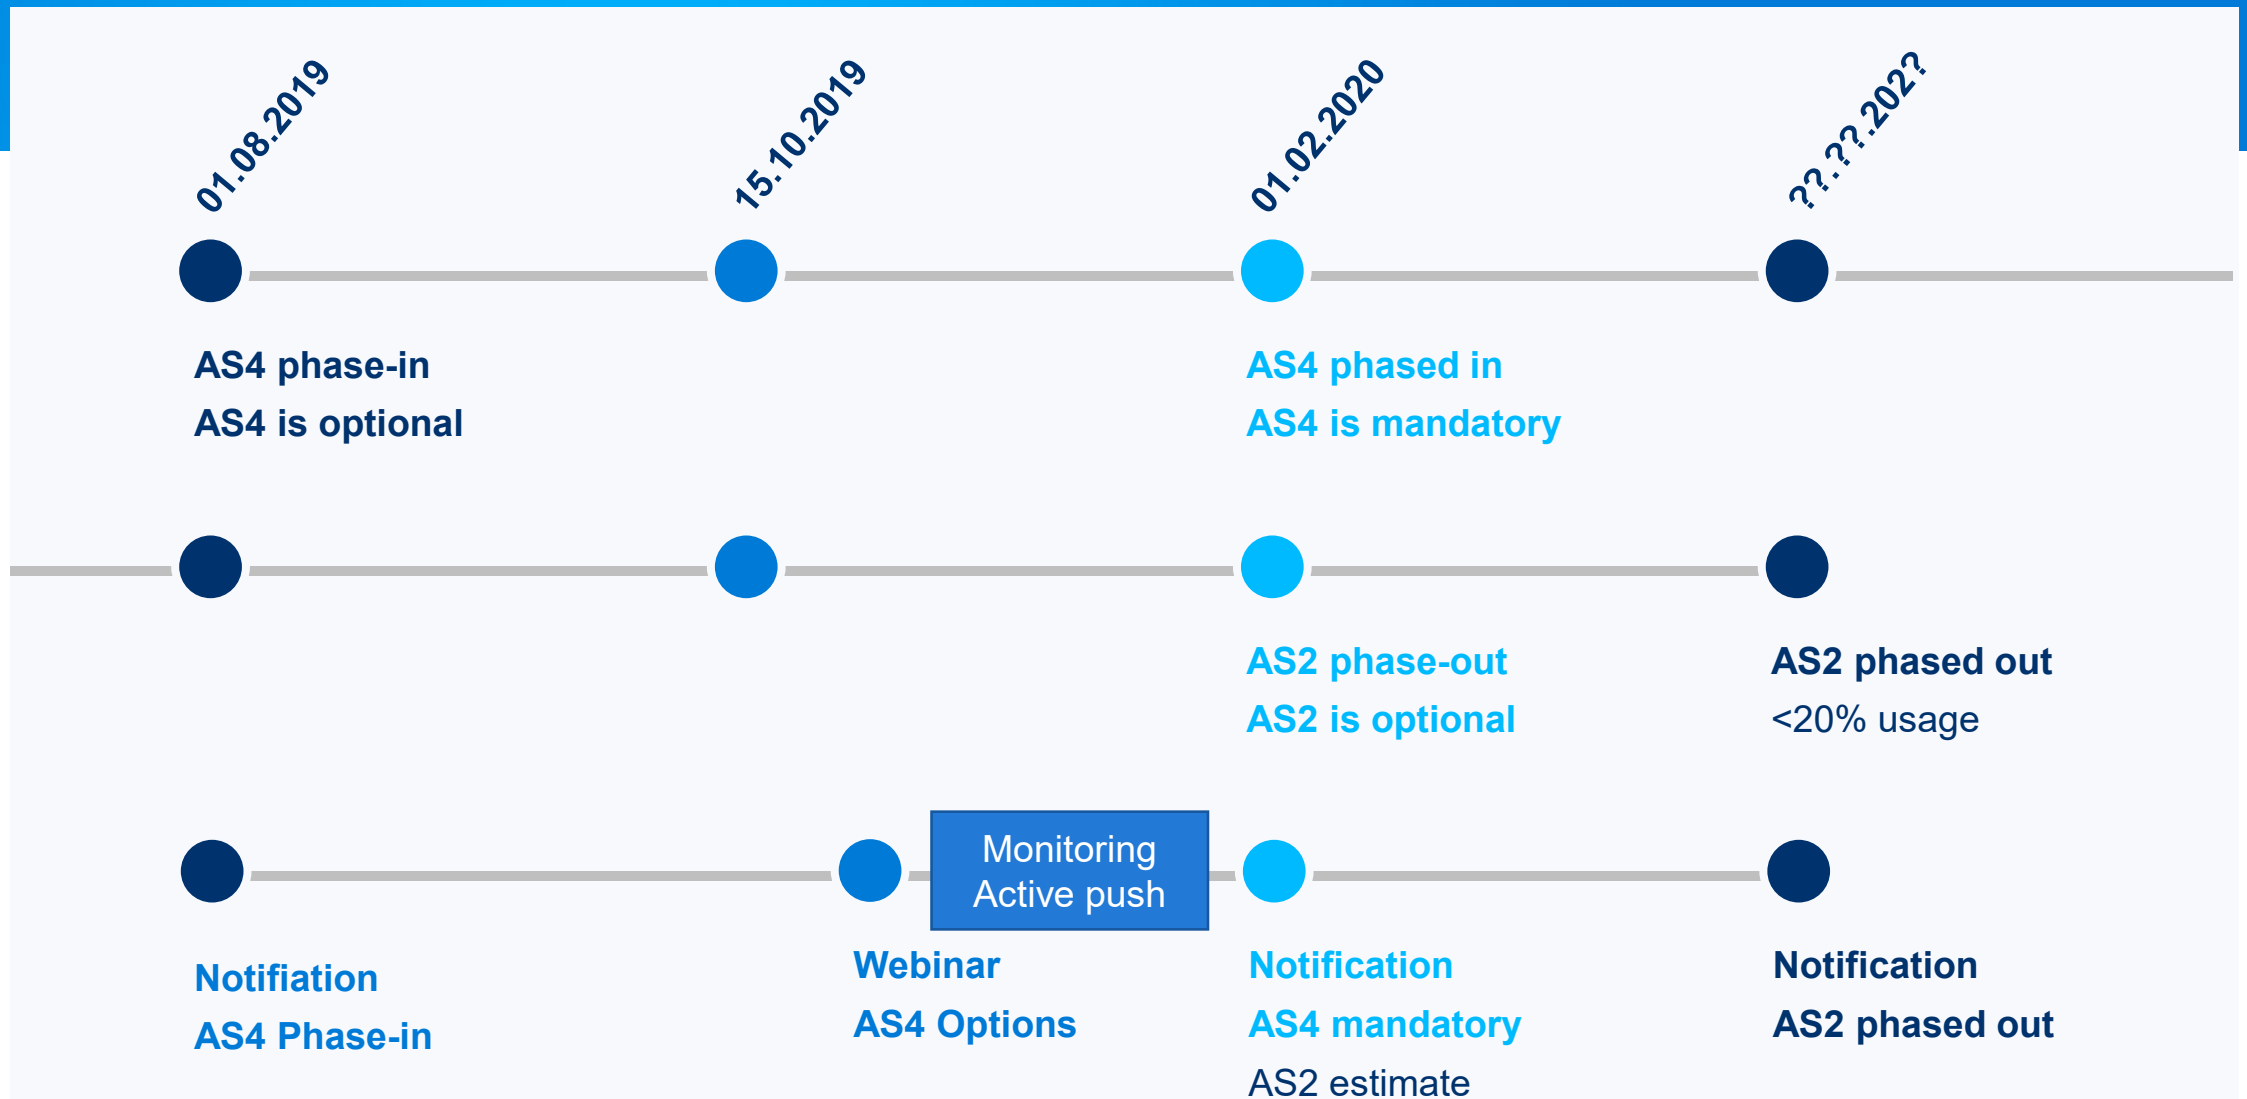 01.08.2019
15.10.2019
01.02.2020
??.??.202?
AS4 phase-in
AS4 is optional
AS4 phased in
AS4 is mandatory
AS2 phase-out
AS2 is optional
AS2 phased out
<20% usage
Monitoring
Active push
Notifiation
AS4 Phase-in
Webinar
AS4 Options
Notification
AS4 mandatory
AS2 estimate
Notification
AS2 phased out